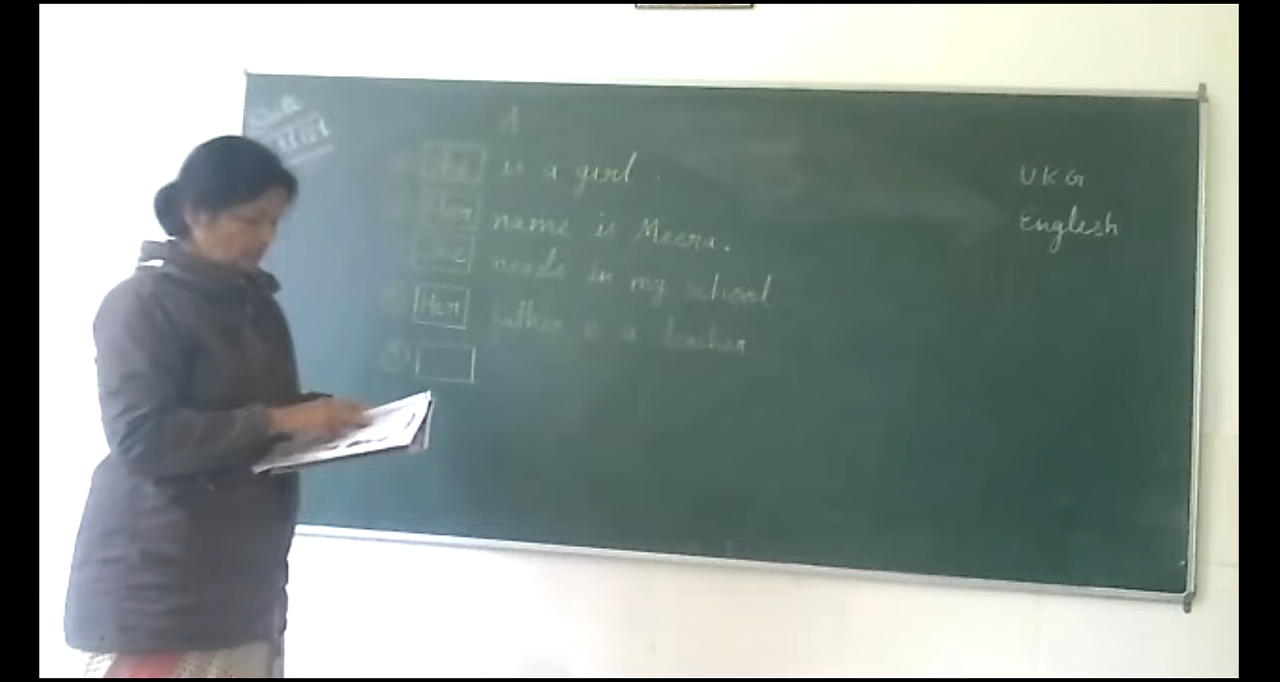 A
She is a girl.
Her name is Meera.
She reads in my school
Her father is a teacher
UKG
English